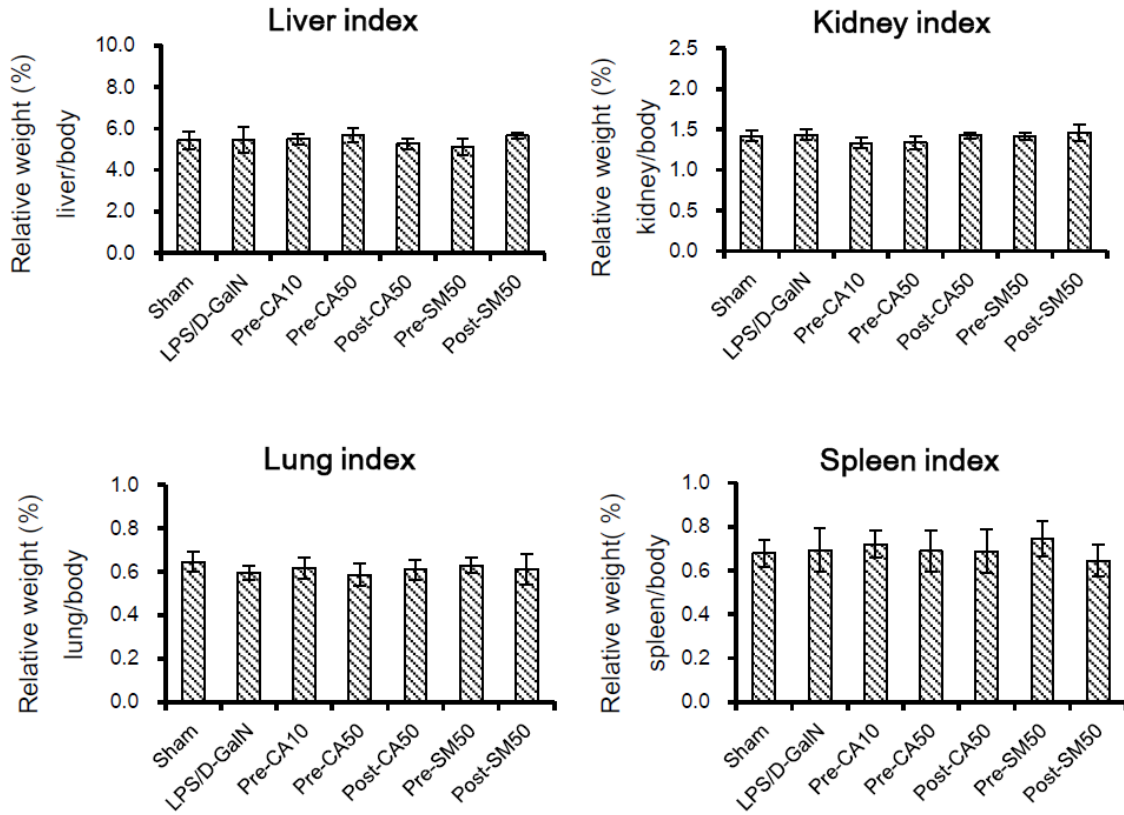 Liver index
Relative weight (%)
liver/body
10.0
8.0
6.0
4.0
2.0
0.0
Sham
LPS/D-GalN
Pre-CA10
Pre-CA50
Post-CA50
Pre-SM50
Post-SM50
Kidney index
Relative weight (%)
kidney/body
2.5
2.0
1.5
1.0
0.5
0.0
Sham
LPS/D-GalN
Pre-CA10
Pre-CA50
Post-CA50
Pre-SM50
Post-SM50
Lung index
Relative weight (%)
lung/body
1.0
0.8
0.6
0.4
0.2
0.0
Sham
LPS/D-GalN
Pre-CA10
Pre-CA50
Post-CA50
Pre-SM50
Post-SM50
Spleen index
Relative weight( %)
spleen/body
1.0
0.8
0.6
0.4
0.2
0.0
Sham
LPS/D-GalN
Pre-CA10
Pre-CA50
Post-CA50
Pre-SM50
Post-SM50